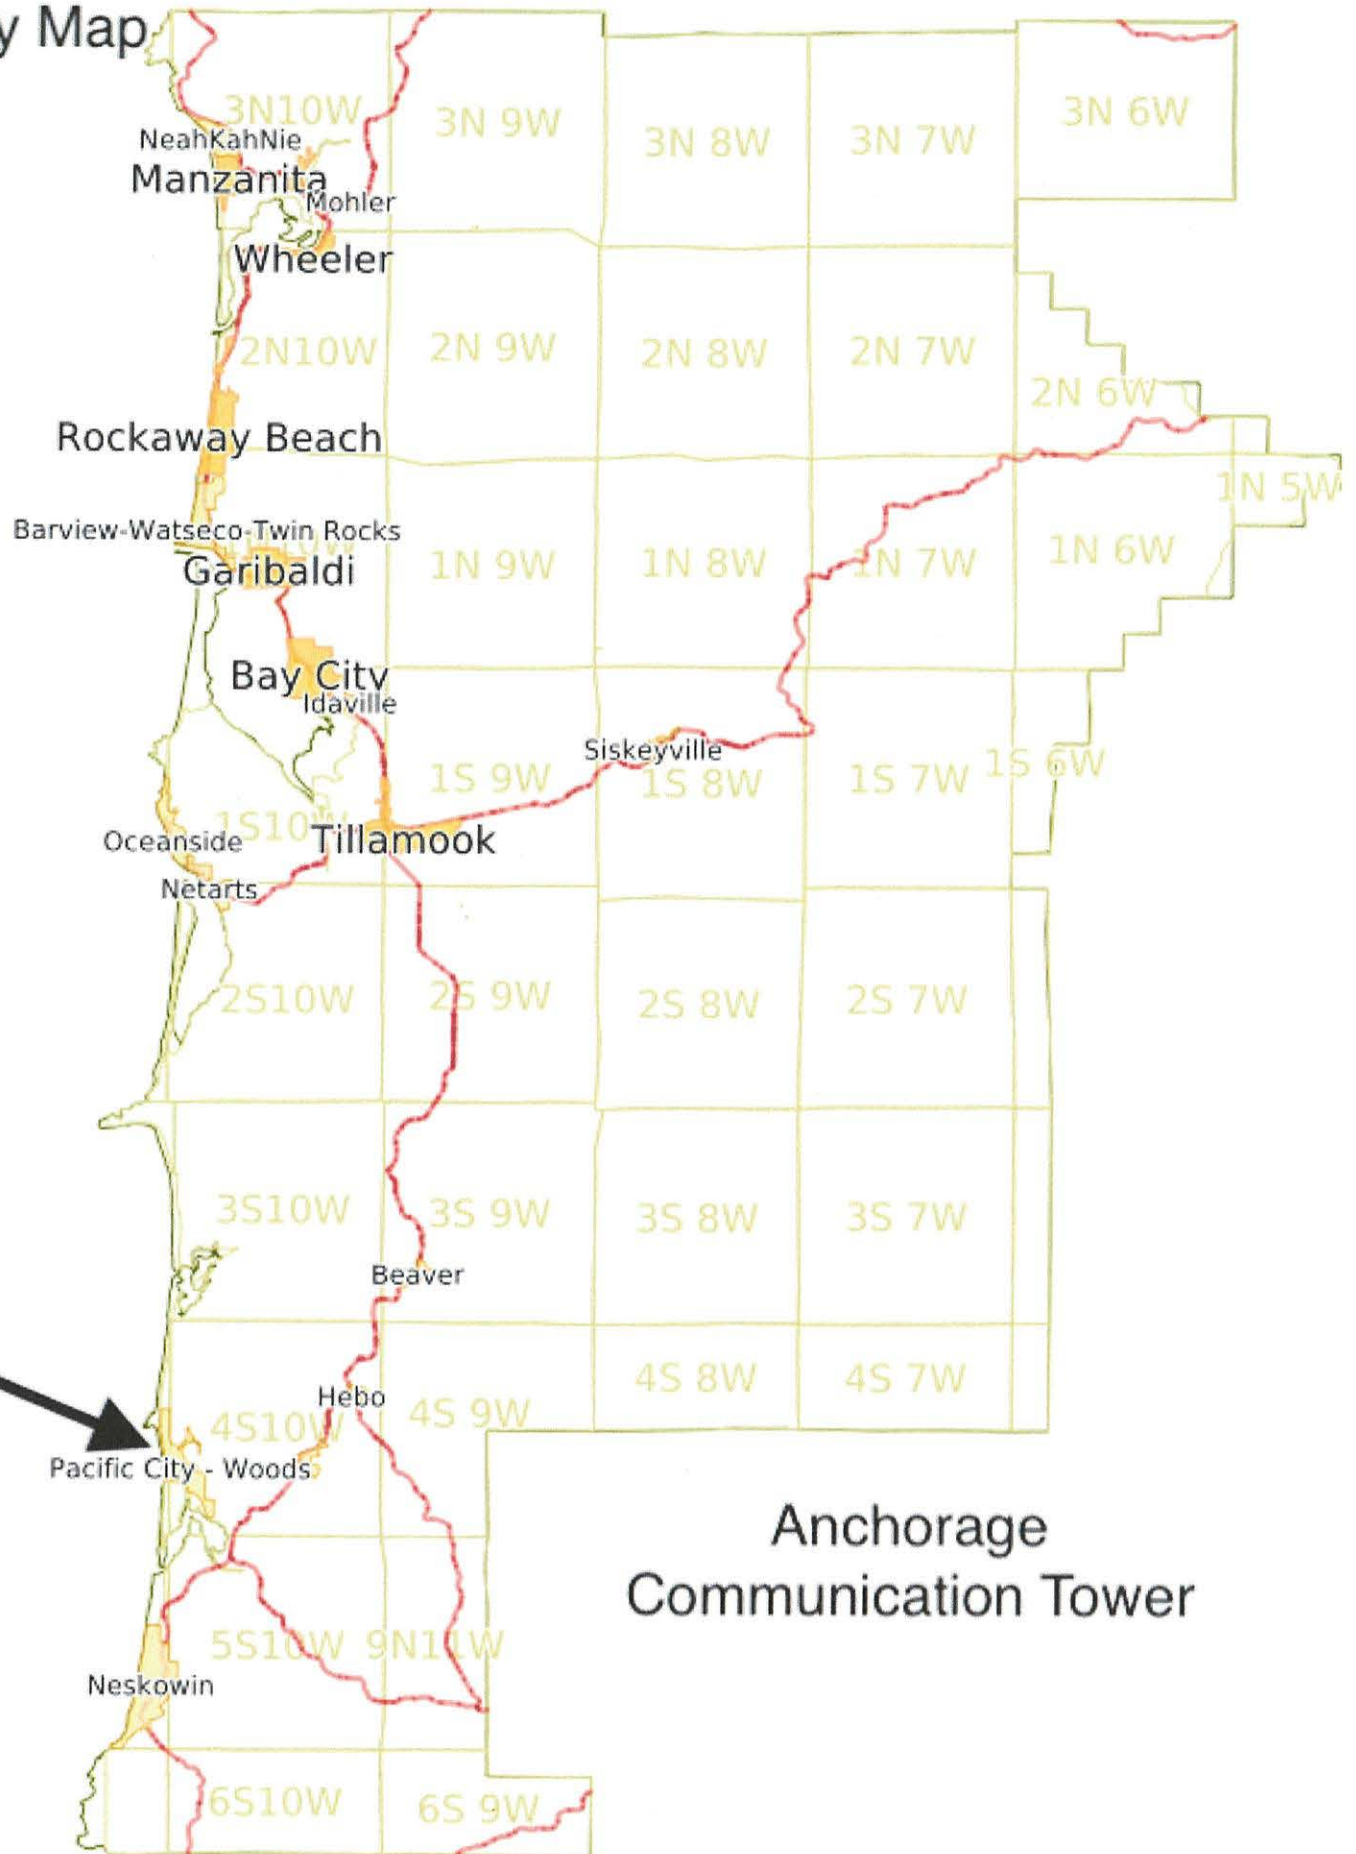 y Map
3N10W
3N 9W
3N 8W
3N 7W
3N 6W
NeahKahNie
Manzanita
Mohler
Wheeler
2N10W
2N 9W
2N 8W
2N 7W
2N 6W
Rockaway Beach
1N 5W
Barview-Watseco-Twin Rocks
Garibaldi
1N 9W
1N 8W
1N 7W
1N 6W
Bay City
Idaville
Siskeyville
1S 9W
1S 8W
1S 7W
1S 6W
1S10W
Oceanside
Tillamook
Netarts
2S10W
2S 9W
2S 8W
2S 7W
3S10W
3S 9W
3S 8W
3S 7W
Beaver
4S 8W
4S 7W
Hebo
4S10W
4S 9W
Pacific City - Woods
Anchorage
Communication Tower
5S10W
9N11W
Neskowin
6S10W
6S 9W